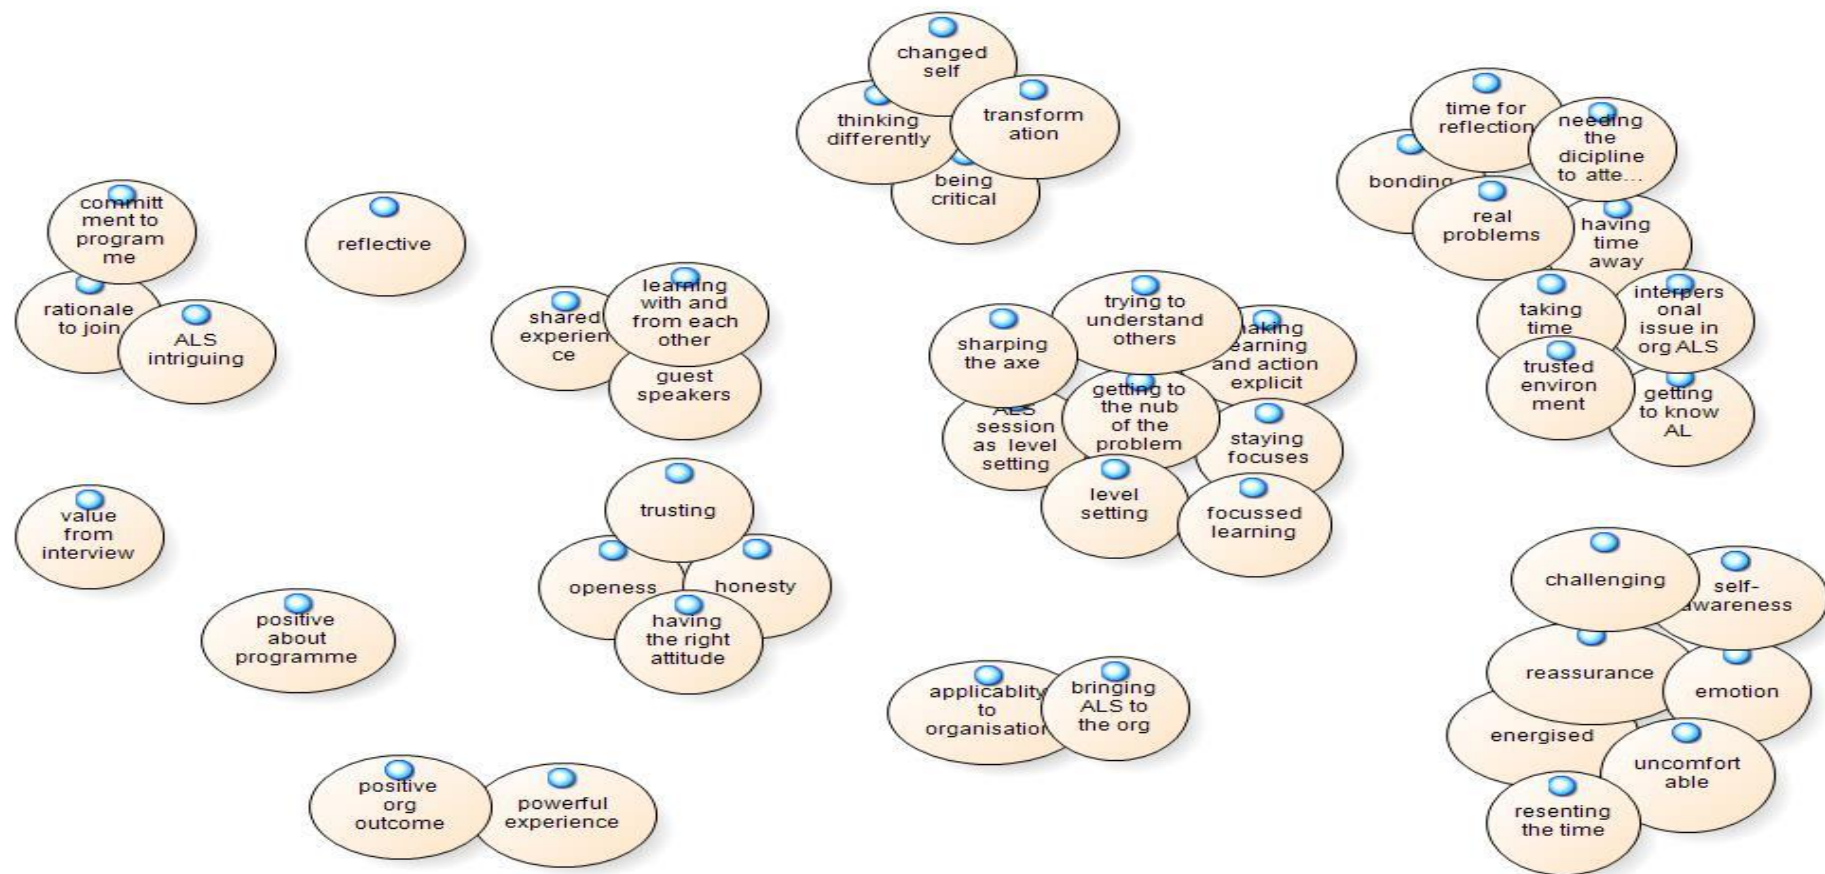 changed
self
thinking
differently
transform
ation
being
critical
time for
reflection
needing
the
dicipline
to atte...
bonding
real
problems
having
time
away
taking
time
interpers
onal
issue in
org ALS
trusted
environ
ment
getting
to know
AL
committ
ment to
program
me
rationale
to join
ALS
intriguing
reflective
shared
experien
ce
learning
with and
from each
other
guest
speakers
sharping
the axe
trying to
understand
others
learning
and action
explicit
ALS
session
as level
setting
getting to
the nub
of the
problem
staying
focuses
level
setting
focussed
learning
value
from
interview
trusting
openess
honesty
having
the right
attitude
positive
about
programme
applicablity
to
organisation
bringing
ALS to
the org
challenging
self-
awareness
reassurance
emotion
energised
uncomfort
able
resenting
the time
positive
org
outcome
powerful
experience